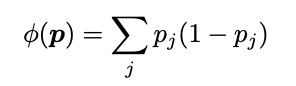 ϕ(𝒑) = ∑_j p_j(1 − p_j)